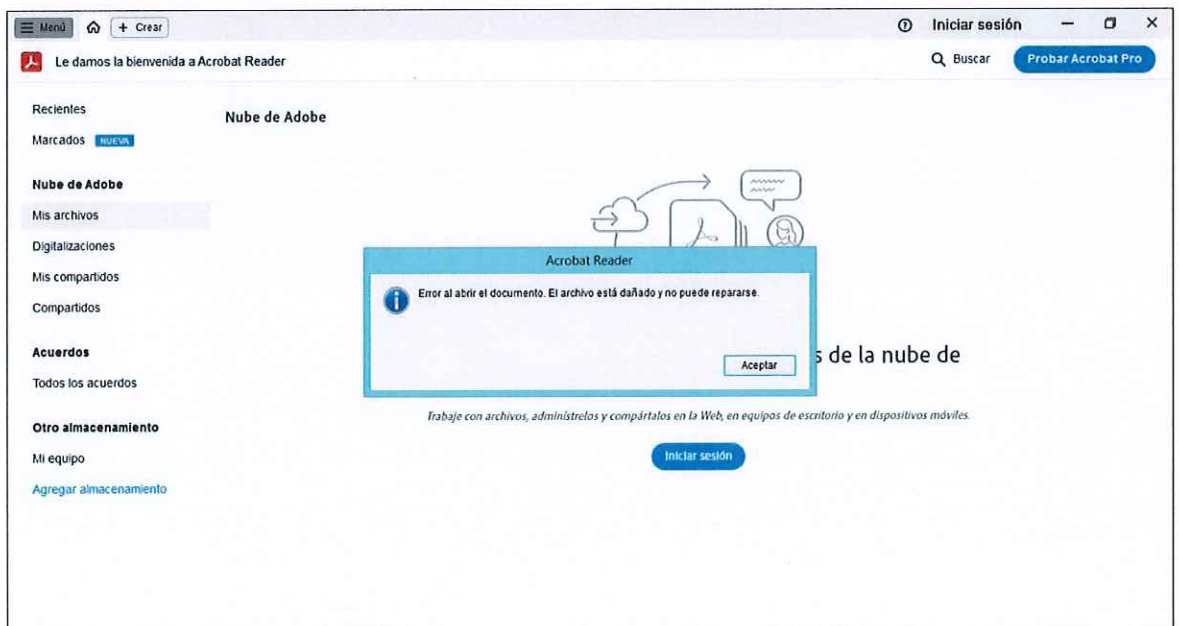 Menú
+ Crear
Iniciar sesión
Le damos la bienvenida a Acrobat Reader
Buscar
Probar Acrobat Pro
Recientes
Marcados NUEVA
Nube de Adobe
Mis archivos
Digitalizaciones
Mis compartidos
Compartidos
Acuerdos
Todos los acuerdos
Otro almacenamiento
Mi equipo
Agregar almacenamiento
Nube de Adobe
Acrobat Reader
Error al abrir el documento. El archivo está dañado y no puede repararse.
Aceptar
s de la nube de
Trabaje con archivos, adminístrelos y compártalos en la Web, en equipos de escritorio y en dispositivos móviles.
Iniciar sesión